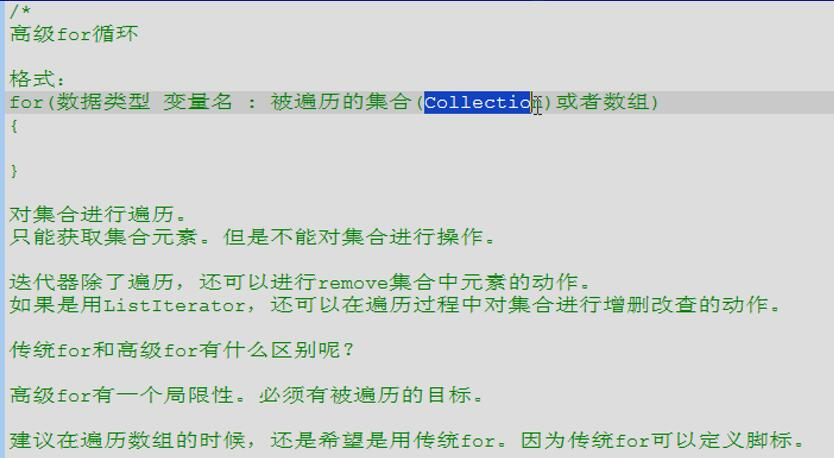 /*
高级for循环
格式：
for(数据类型 变量名 : 被遍历的集合(Collection)或者数组)
{
}
对集合进行遍历。
只能获取集合元素。但是不能对集合进行操作。
迭代器除了遍历，还可以进行remove集合中元素的动作。
如果是用ListIterator，还可以在遍历过程中对集合进行增删改查的动作。
传统for和高级for有什么区别呢？
高级for有一个局限性。必须有被遍历的目标。
建议在遍历数组的时候，还是希望是用传统for。因为传统for可以定义脚标。